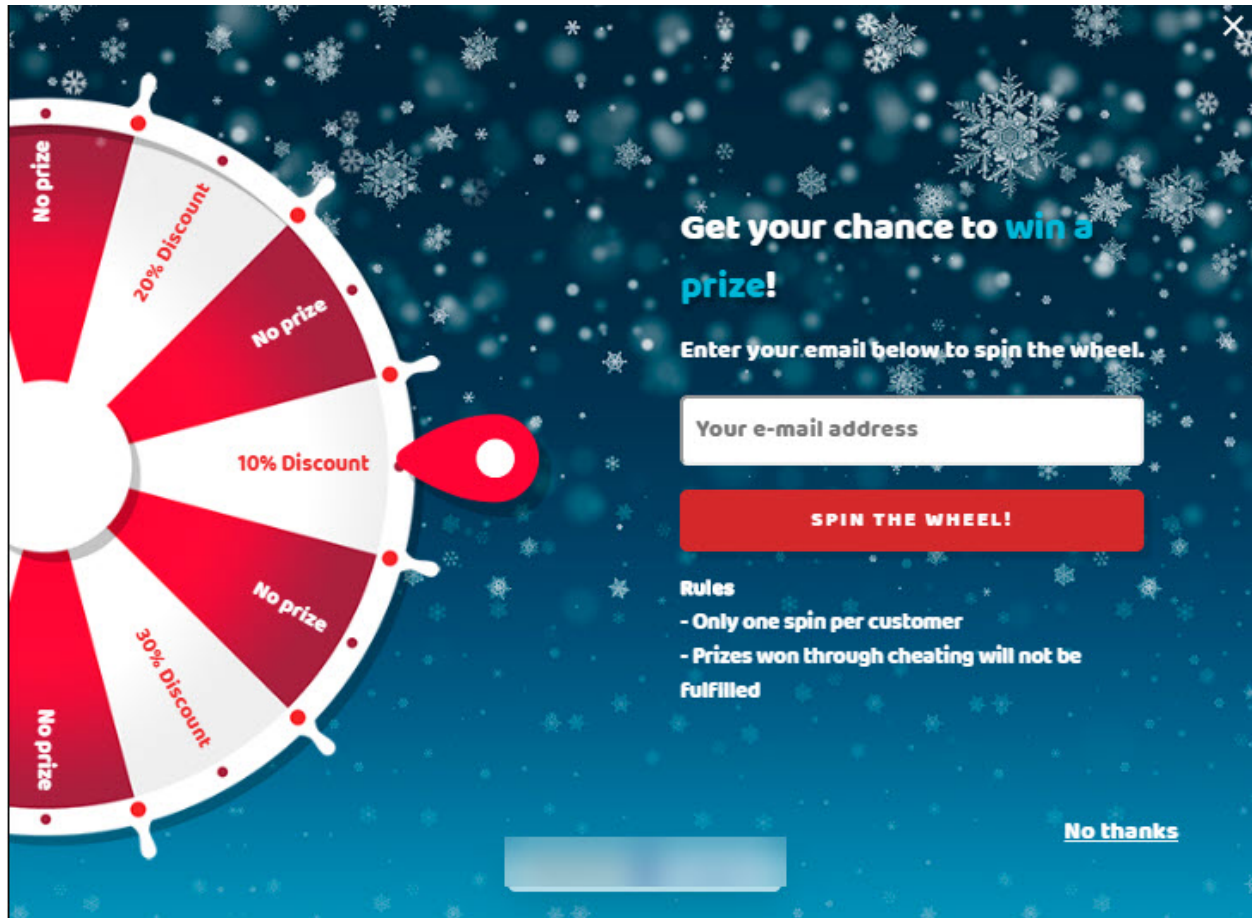 No prize
20% Discount
No prize
10% Discount
No prize
30% Discount
No prize
Get your chance to win a
prize!
Enter your email below to spin the wheel.
Your e-mail address
SPIN THE WHEEL!
Rules
- Only one spin per customer
- Prizes won through cheating will not be
fulfilled
No thanks